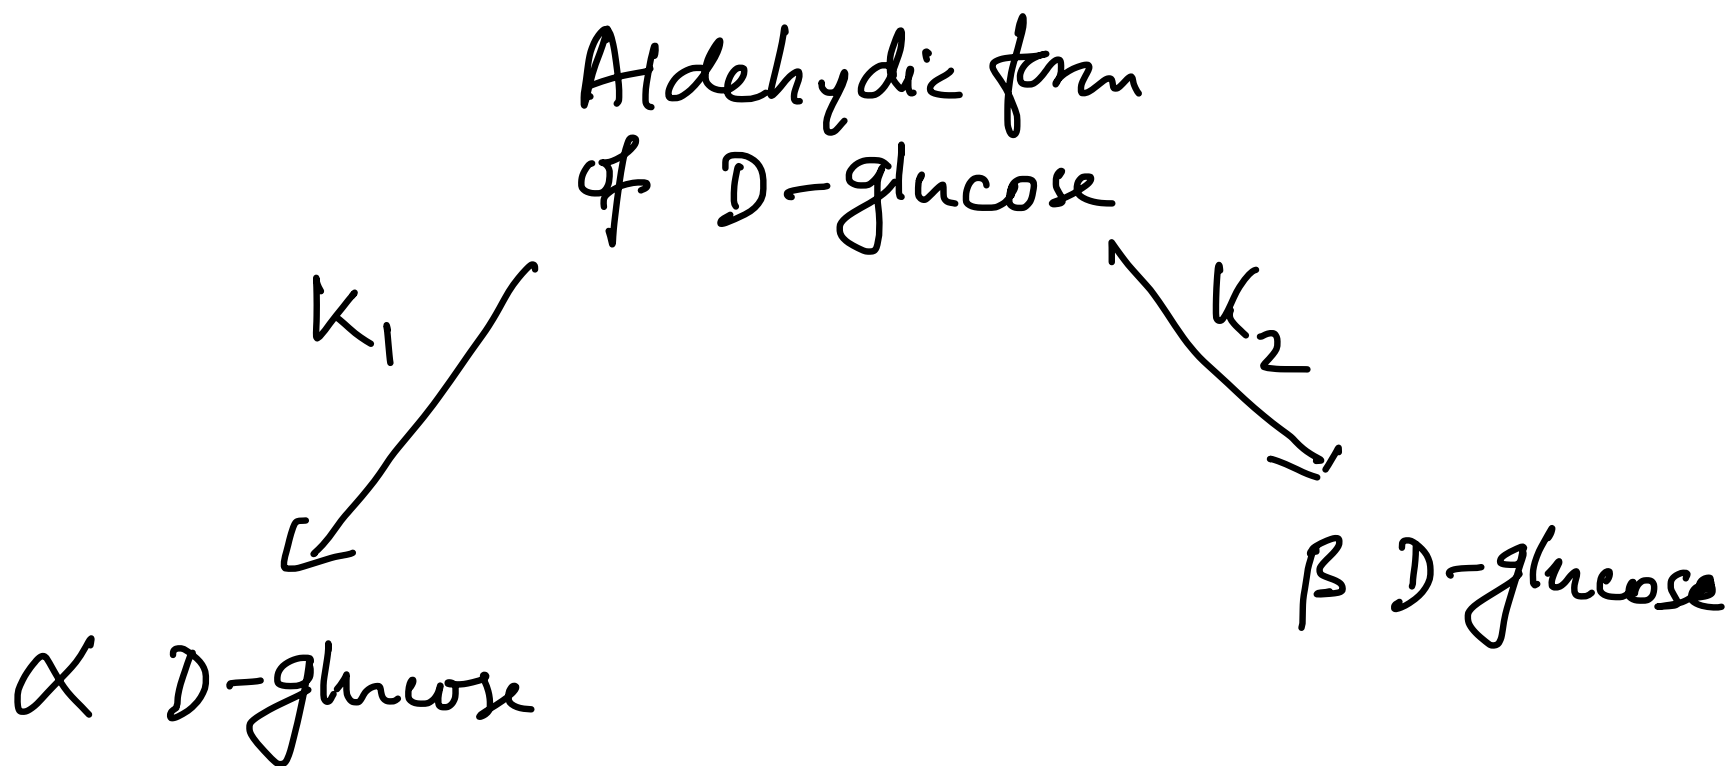 Aldehydic form
of D-glucose
K1
K2
β D-glucose
α D-glucose